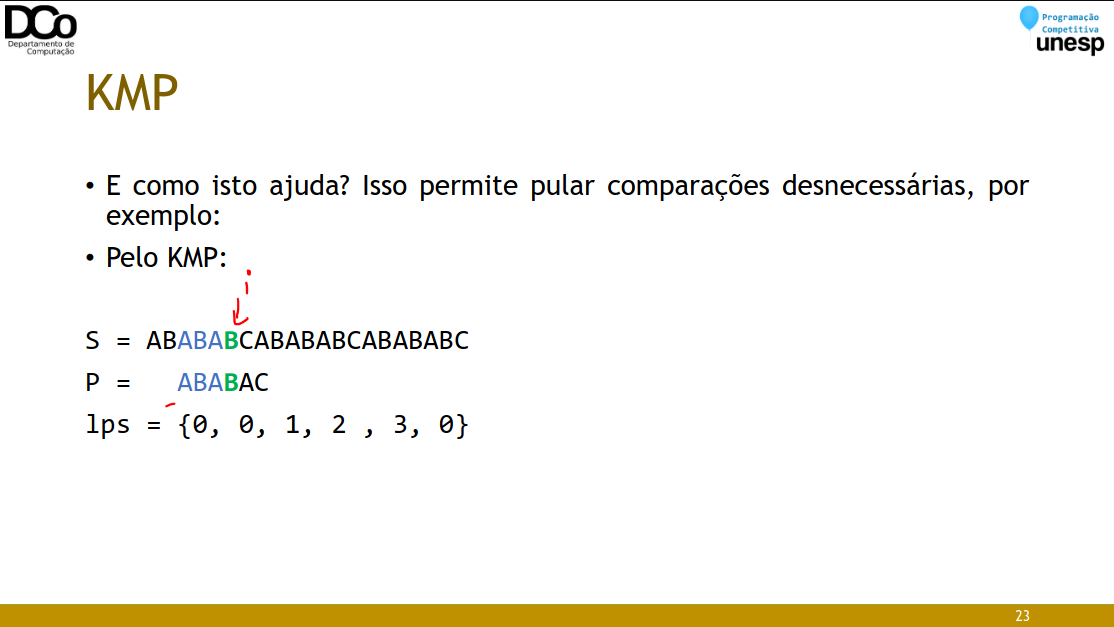 DCo
Departamento de
Computação
Programação
Competitiva
unesp
KMP
• E como isto ajuda? Isso permite pular comparações desnecessárias, por
exemplo:
• Pelo KMP:
S = ABABABCABABABCABABABC
P = ABABAC
lps = {0, 0, 1, 2 , 3, 0}
23